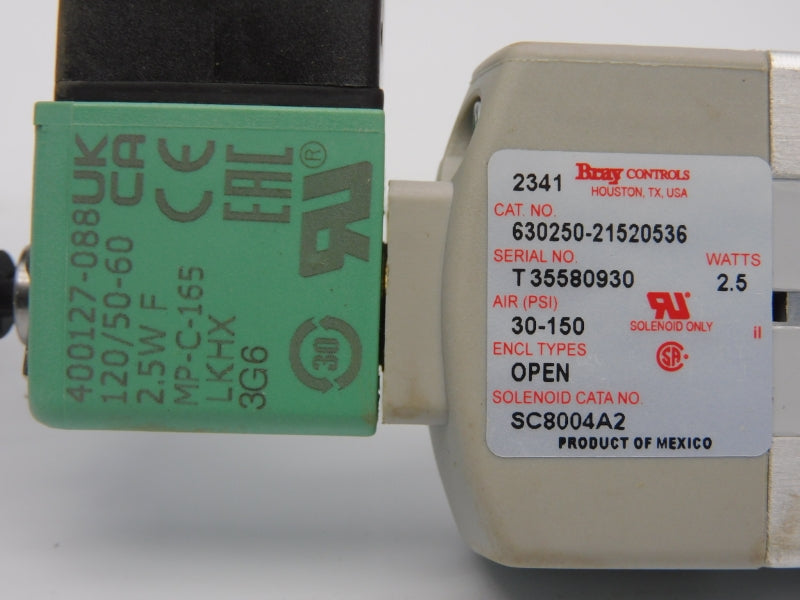 400127-088
120/50-60
2.5W F
MP-C-165
LKHX
3G6
UK
CA
CE
EAC
®
30
2341 Bray CONTROLS
HOUSTON, TX, USA
CAT. NO.
630250-21520536
SERIAL NO. WATTS
T35580930 2.5
AIR (PSI)
30-150
SOLENOID ONLY
ENCL TYPES
OPEN
SOLENOID CATA NO.
SC8004A2
PRODUCT OF MEXICO